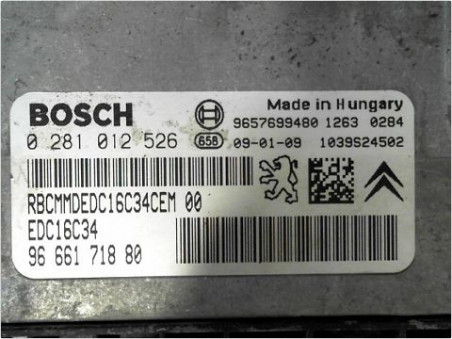 BOSCH
Made in Hungary
9657699480 1263 0284
0 281 012 526
658
09-01-09 1039S24502
RBCMMDEDC16C34CEM 00
EDC16C34
96 661 718 80